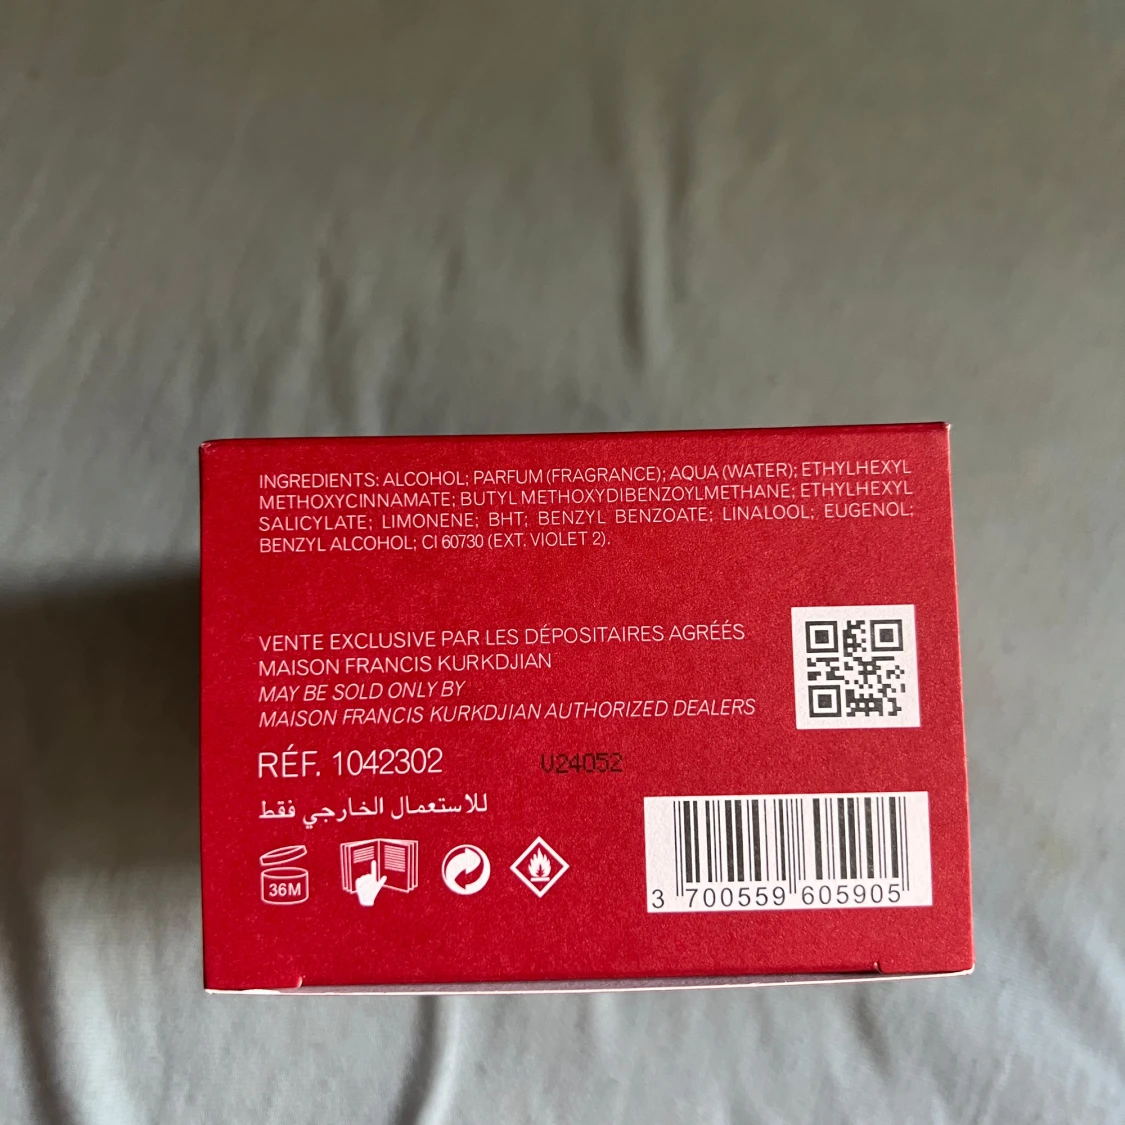 INGREDIENTS: ALCOHOL; PARFUM (FRAGRANCE); AQUA (WATER); ETHYLHEXYL
METHOXYCINNAMATE; BUTYL METHOXYDIBENZOYLMETHANE; ETHYLHEXYL
SALICYLATE; LIMONENE; BHT; BENZYL BENZOATE; LINALOOL; EUGENOL;
BENZYL ALCOHOL; CI 60730 (EXT. VIOLET 2).
VENTE EXCLUSIVE PAR LES DÉPOSITAIRES AGRÉÉS
MAISON FRANCIS KURKDJIAN
MAY BE SOLD ONLY BY
MAISON FRANCIS KURKDJIAN AUTHORIZED DEALERS
RÉF. 1042302
U24052
للاستعمال الخارجي فقط
36M
3 700559 605905